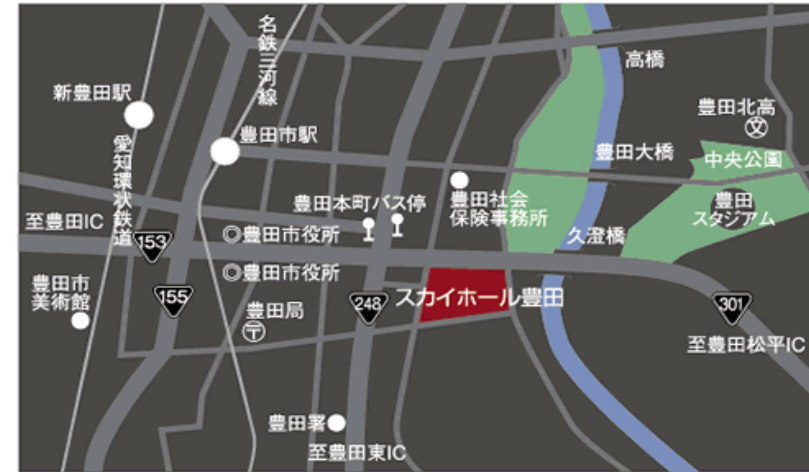 名鉄三河線
高橋
新豊田駅
豊田北高
文
豊田市駅
愛知環状鉄道
豊田大橋
中央公園
豊田本町バス停
豊田社会
保険事務所
豊田
スタジアム
至豊田IC
153
◎豊田市役所
久澄橋
◎豊田市役所
豊田市
美術館
155
豊田局
〒
248
スカイホール豊田
301
至豊田松平IC
豊田署
至豊田東IC